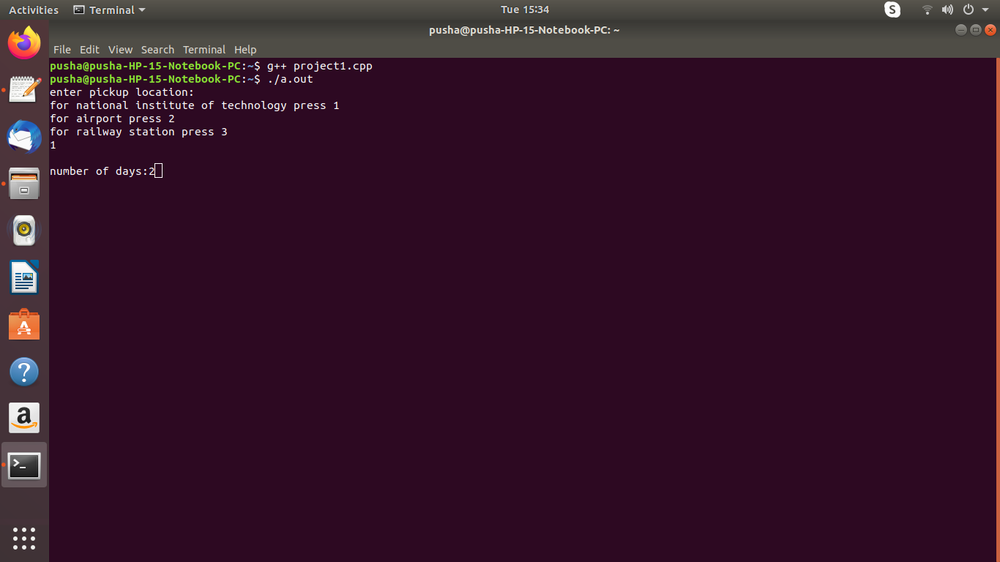 Activities
Terminal
Tue 15:34
S
pusha@pusha-HP-15-Notebook-PC: ~
File Edit View Search Terminal Help
pusha@pusha-HP-15-Notebook-PC:~$ g++ project1.cpp
pusha@pusha-HP-15-Notebook-PC:~$ ./a.out
enter pickup location:
for national institute of technology press 1
for airport press 2
for railway station press 3
1
number of days:2